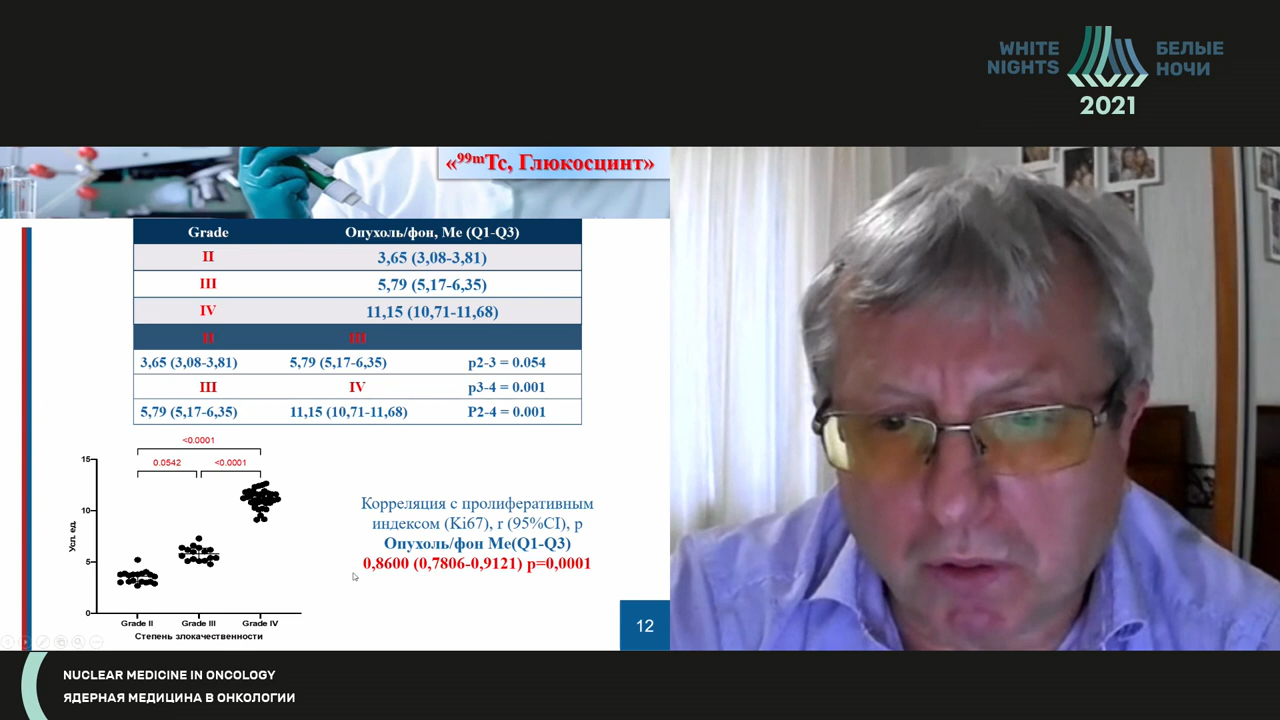 WHITE NIGHTS
БЕЛЫЕ НОЧИ
2021
«99mТс, Глюкосцинт»
Grade Опухоль/фон, Me (Q1-Q3)
II 3,65 (3,08-3,81)
III 5,79 (5,17-6,35)
IV 11,15 (10,71-11,68)
II III
3,65 (3,08-3,81) 5,79 (5,17-6,35) p2-3 = 0.054
III IV p3-4 = 0.001
5,79 (5,17-6,35) 11,15 (10,71-11,68) P2-4 = 0.001
<0.0001
0.0542 <0.0001
15
10
5
0
Усл. ед.
Grade II Grade III Grade IV
Степень злокачественности
Корреляция с пролиферативным
индексом (Ki67), r (95%CI), p
Опухоль/фон Me(Q1-Q3)
0,8600 (0,7806-0,9121) p=0,0001
12
NUCLEAR MEDICINE IN ONCOLOGY
ЯДЕРНАЯ МЕДИЦИНА В ОНКОЛОГИИ